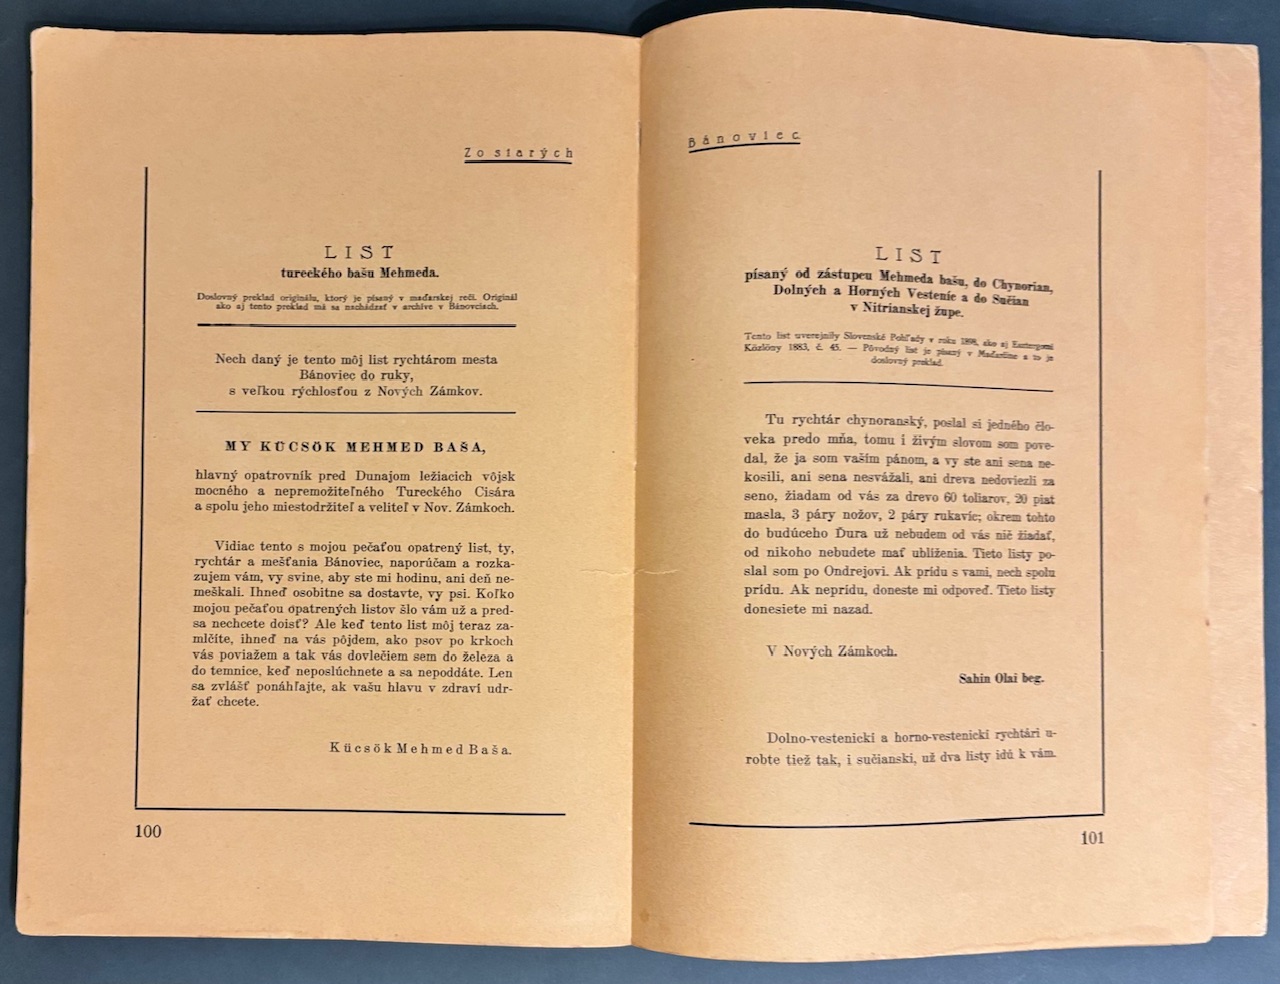 Zo starých
LIST
tureckého bašu Mehmeda.
Doslovný preklad originálu, ktorý je písaný v maďarskej reči. Originál
ako aj tento preklad má sa nachádzať v archive v Bánovciach.
Nech daný je tento môj list rychtárom mesta
Bánoviec do ruky,
s veľkou rýchlosťou z Nových Zámkov.
MY KÜCSÖK MEHMED BAŠA,
hlavný opatrovník pred Dunajom ležiacich vôjsk
mocného a nepremožiteľného Tureckého Cisára
a spolu jeho miestodržiteľ a veliteľ v Nov. Zámkoch.
Vidiac tento s mojou pečaťou opatrený list, ty,
rychtár a mešťania Bánoviec, naporúčam a rozka-
zujem vám, vy svine, aby ste mi hodinu, ani deň ne-
meškali. Ihneď osobitne sa dostavte, vy psi. Koľko
mojou pečaťou opatrených listov šlo vám už a pred-
sa nechcete doisť? Ale keď tento list môj teraz za-
mlčíte, ihneď na vás pôjdem, ako psov po krkoch
vás poviažem a tak vás dovlečiem sem do železa a
do temnice, keď neposlúchnete a sa nepoddáte. Len
sa zvlášť ponáhľajte, ak vašu hlavu v zdraví udr-
žať chcete.
Kücsök Mehmed Baša.
100
Bánoviec
LIST
písaný od zástupcu Mehmeda bašu, do Chynorian,
Dolných a Horných Vesteníc a do Sučian
v Nitrianskej župe.
Tento list uverejnily Slovenské Pohľady v roku 1898, ako aj Esztergomi
Közlöny 1883, č. 45. — Pôvodný list je písaný v Maďarčine a to je
doslovný preklad.
Tu rychtár chynoranský, poslal si jedného člo-
veka predo mňa, tomu i živým slovom som pove-
dal, že ja som vaším pánom, a vy ste ani sena ne-
kosili, ani sena nesvážali, ani dreva nedoviezli za
seno, žiadam od vás za drevo 60 toliarov, 20 piat
masla, 3 páry nožov, 2 páry rukavíc; okrem tohto
do budúceho Ďura už nebudem od vás nič žiadať,
od nikoho nebudete mať ublíženia. Tieto listy po-
slal som po Ondrejovi. Ak prídu s vami, nech spolu
prídu. Ak neprídu, doneste mi odpoveď. Tieto listy
donesiete mi nazad.
V Nových Zámkoch.
Sahin Olai beg.
Dolno-vestenickí a horno-vestenickí rychtári u-
robte tiež tak, i sučianski, už dva listy idú k vám.
101